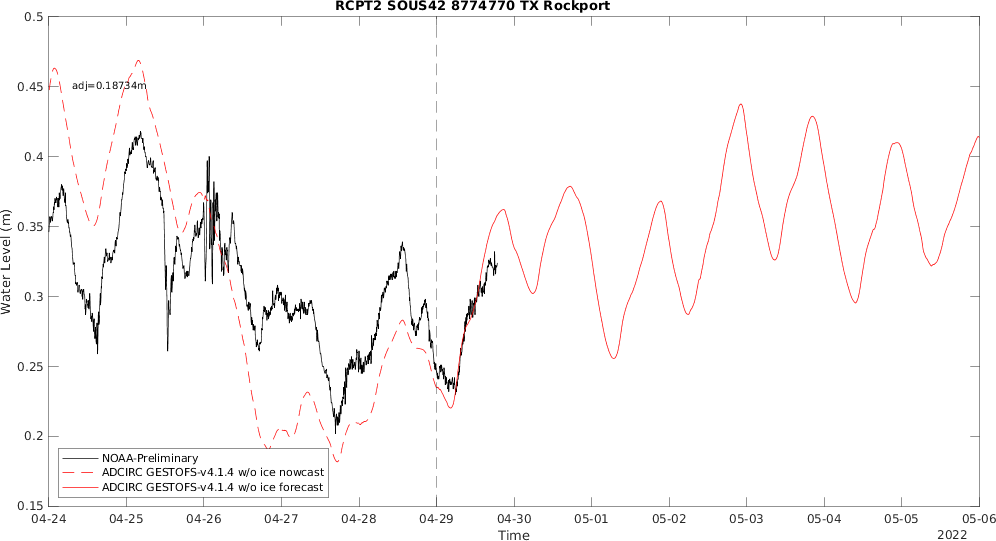 RCPT2 SOUS42 8774770 TX Rockport
0.5
0.45
0.4
0.35
0.3
0.25
0.2
0.15
Water Level (m)
adj=0.18734m
NOAA-Preliminary
ADCIRC GESTOFS-v4.1.4 w/o ice nowcast
ADCIRC GESTOFS-v4.1.4 w/o ice forecast
04-24 04-25 04-26 04-27 04-28 04-29 04-30 05-01 05-02 05-03 05-04 05-05 05-06
Time
2022